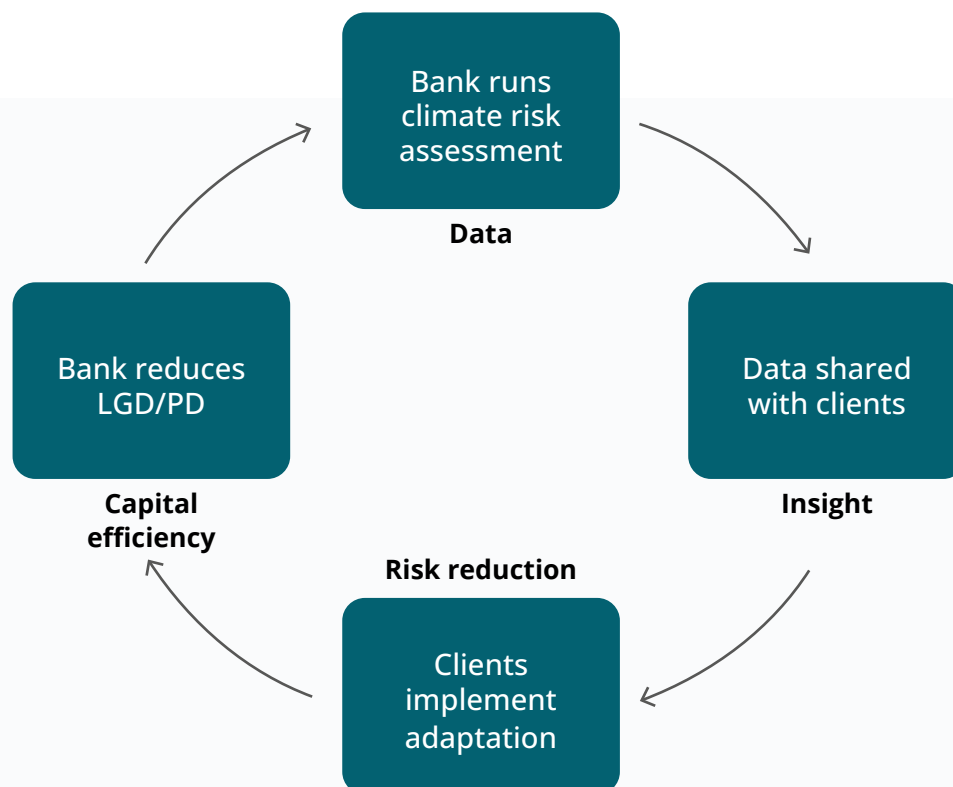 Bank runs
climate risk
assessment
Data
Data shared
with clients
Insight
Risk reduction
Clients
implement
adaptation
Bank reduces
LGD/PD
Capital
efficiency